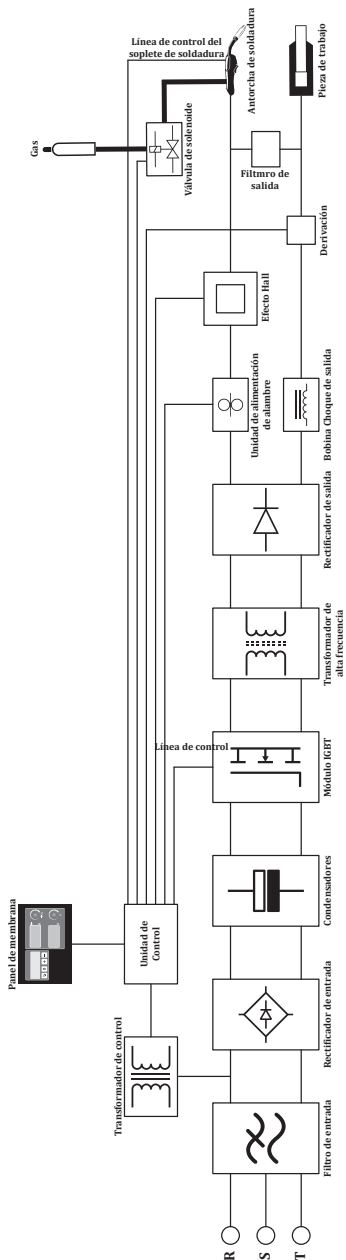 Gas
Línea de control del
soplete de soldadura
Válvula de solenoide
Antorcha de soldadura
Pieza de trabajo
Filtmro de
salida
Derivación
Efecto Hall
Unidad de alimentación
de alambre
Bobina Choque de salida
Rectificador de salida
Transformador de
alta frecuencia
Línea de control
Módulo IGBT
Panel de membrana
Unidad de
Control
Condensadores
Transformador de control
Rectificador de entrada
Filtro de entrada
R
S
T